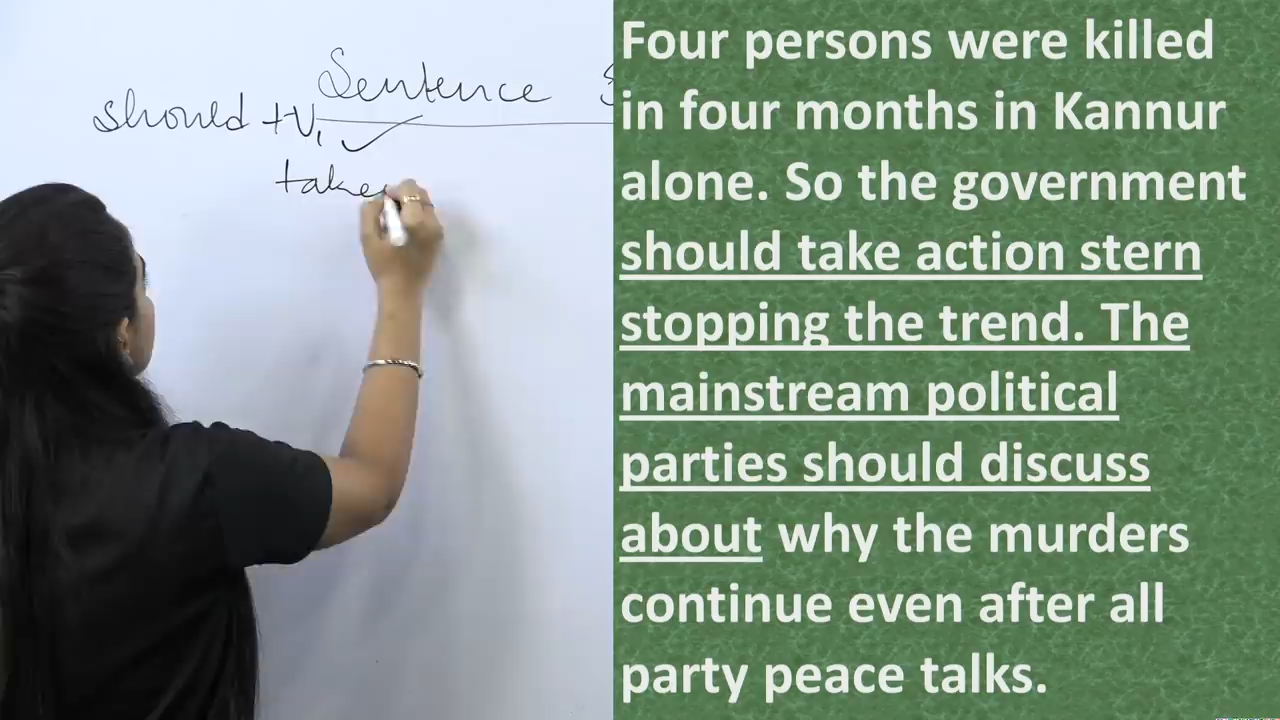 Sentence
should + V1
take
Four persons were killed
in four months in Kannur
alone. So the government
should take action stern
stopping the trend. The
mainstream political
parties should discuss
about why the murders
continue even after all
party peace talks.